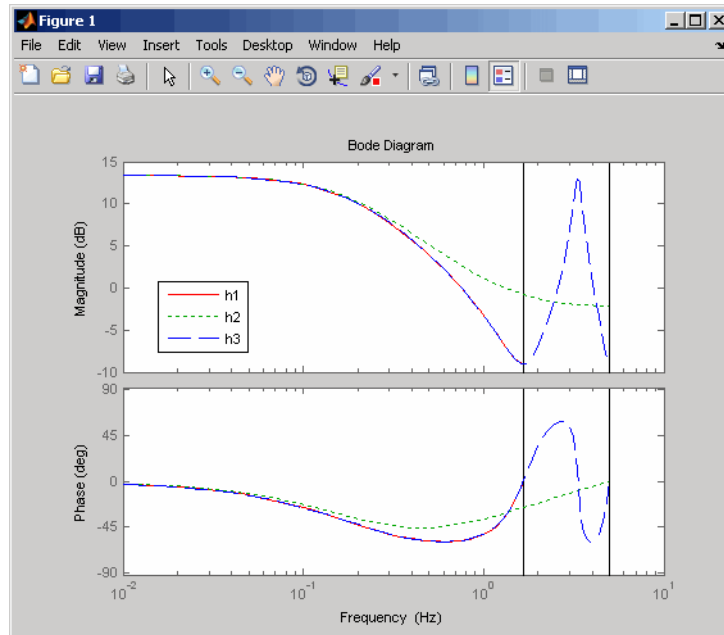 Figure 1
File Edit View Insert Tools Desktop Window Help
Bode Diagram
Magnitude (dB)
15
10
5
0
-5
-10
h1
h2
h3
Phase (deg)
90
45
0
-45
-90
10^-2
10^-1
10^0
10^1
Frequency (Hz)